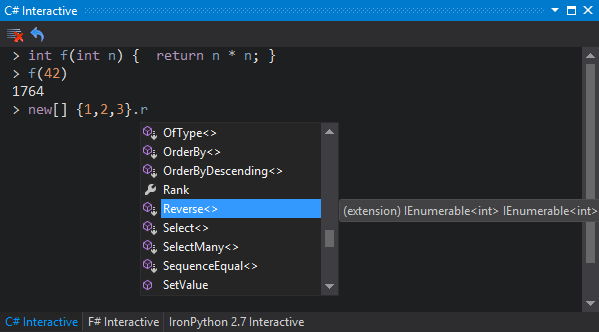 C# Interactive
> int f(int n) {  return n * n; }
> f(42)
1764
> new[] {1,2,3}.r
OfType<>
OrderBy<>
OrderByDescending<>
Rank
Reverse<>
(extension) IEnumerable<int> IEnumerable<int>
Select<>
SelectMany<>
SequenceEqual<>
SetValue
C# Interactive F# Interactive IronPython 2.7 Interactive